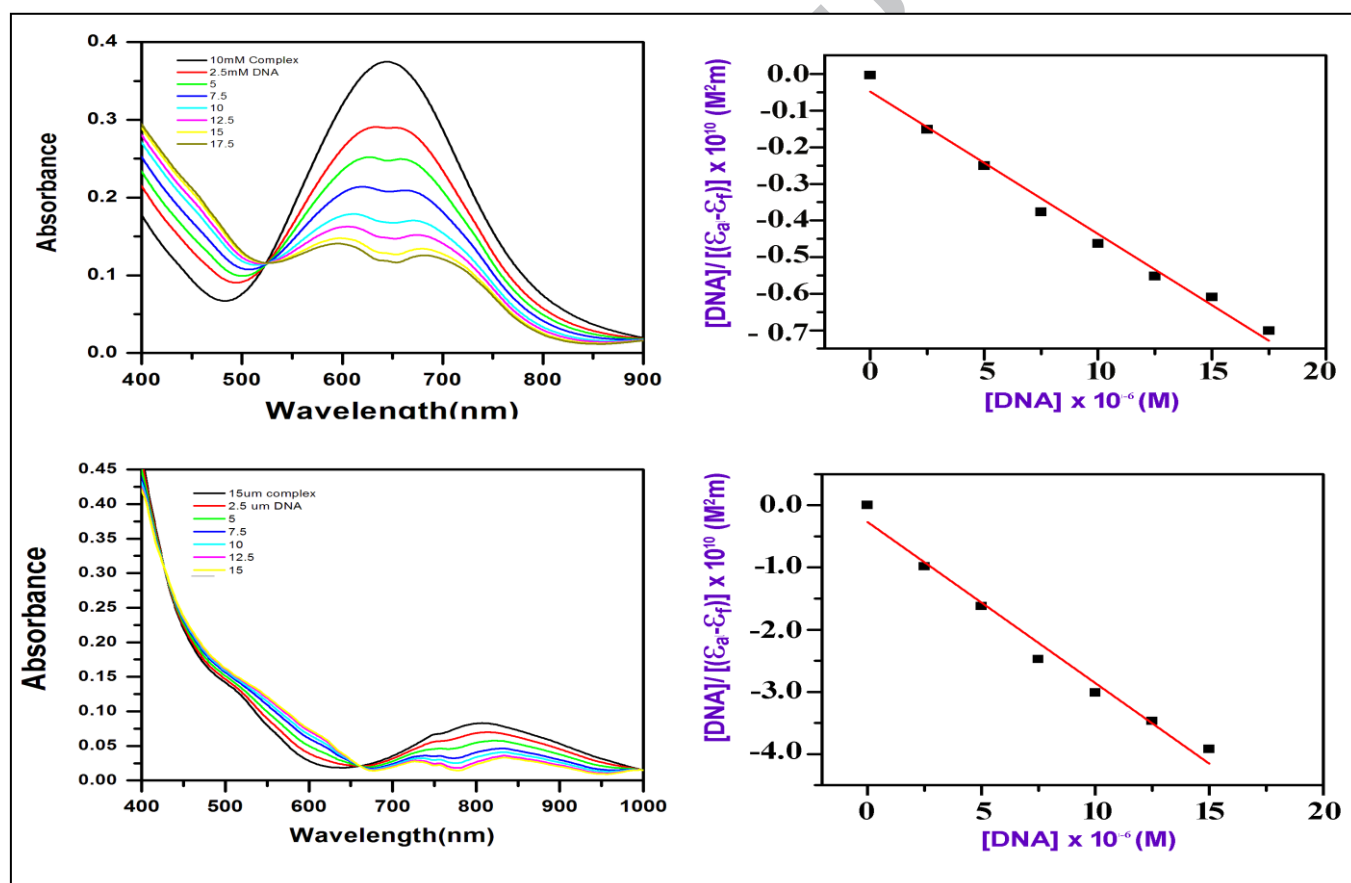 0.4
0.3
0.2
0.1
0.0
Absorbance
10mM Complex
2.5mM DNA
5
7.5
10
12.5
15
17.5
400 500 600 700 800 900
Wavelength(nm)
0.0
-0.1
-0.2
-0.3
-0.4
-0.5
-0.6
- 0.7
[DNA]/ [(Ɛa-Ɛf)] x 10¹⁰ (M²m)
0 5 10 15 20
[DNA] x 10⁻⁶ (M)
0.45
0.40
0.35
0.30
0.25
0.20
0.15
0.10
0.05
0.00
Absorbance
15um complex
2.5 um DNA
5
7.5
10
12.5
15
400 500 600 700 800 900 1000
Wavelength(nm)
0.0
-1.0
-2.0
-3.0
-4.0
[DNA]/ [(Ɛa-Ɛf)] x 10¹⁰ (M²m)
0 5 10 15 20
[DNA] x 10⁻⁶ (M)